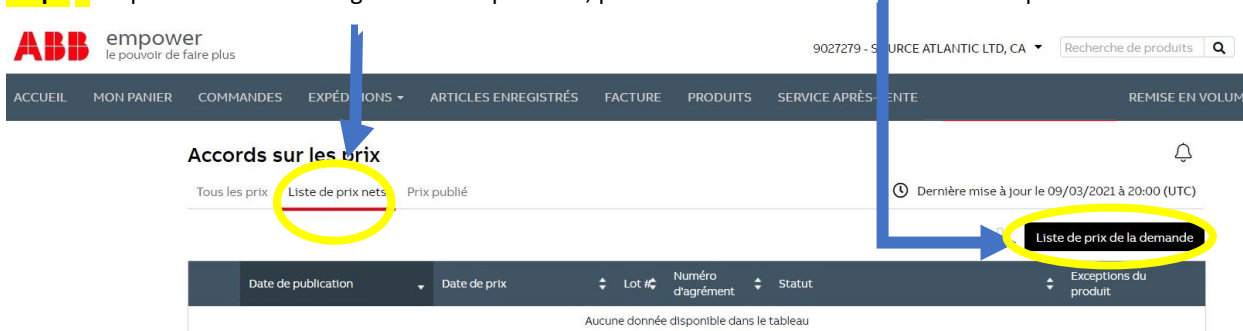 ABB empower
le pouvoir de faire plus
9027279 - SOURCE ATLANTIC LTD, CA
Recherche de produits
ACCUEIL MON PANIER COMMANDES EXPÉDITIONS ARTICLES ENREGISTRÉS FACTURE PRODUITS SERVICE APRÈS-VENTE REMISE EN VOLUM
Accords sur les prix
Tous les prix Liste de prix nets Prix publié Dernière mise à jour le 09/03/2021 à 20:00 (UTC)
Liste de prix de la demande
Date de publication Date de prix Lot # Numéro d'agrément Statut Exceptions du produit
Aucune donnée disponible dans le tableau